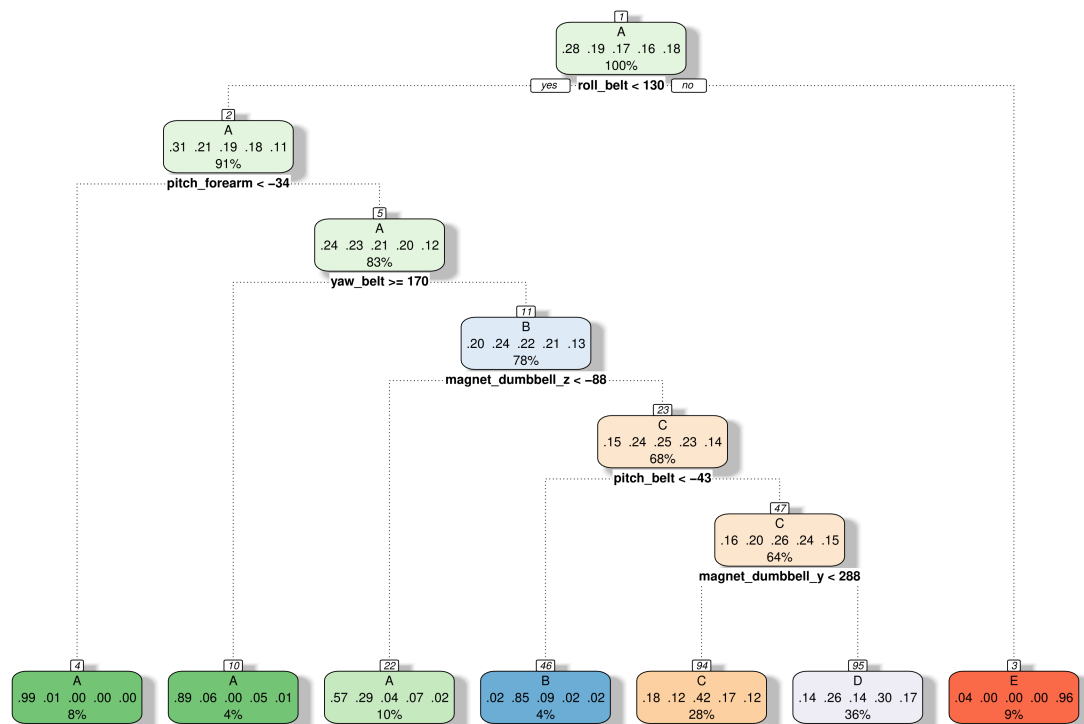 1
A
.28 .19 .17 .16 .18
100%
yes roll_belt < 130 no
2
A
.31 .21 .19 .18 .11
91%
pitch_forearm < −34
5
A
.24 .23 .21 .20 .12
83%
yaw_belt >= 170
11
B
.20 .24 .22 .21 .13
78%
magnet_dumbbell_z < −88
23
C
.15 .24 .25 .23 .14
68%
pitch_belt < −43
47
C
.16 .20 .26 .24 .15
64%
magnet_dumbbell_y < 288
4
A
.99 .01 .00 .00 .00
8%
10
A
.89 .06 .00 .05 .01
4%
22
A
.57 .29 .04 .07 .02
10%
46
B
.02 .85 .09 .02 .02
4%
94
C
.18 .12 .42 .17 .12
28%
95
D
.14 .26 .14 .30 .17
36%
3
E
.04 .00 .00 .00 .96
9%